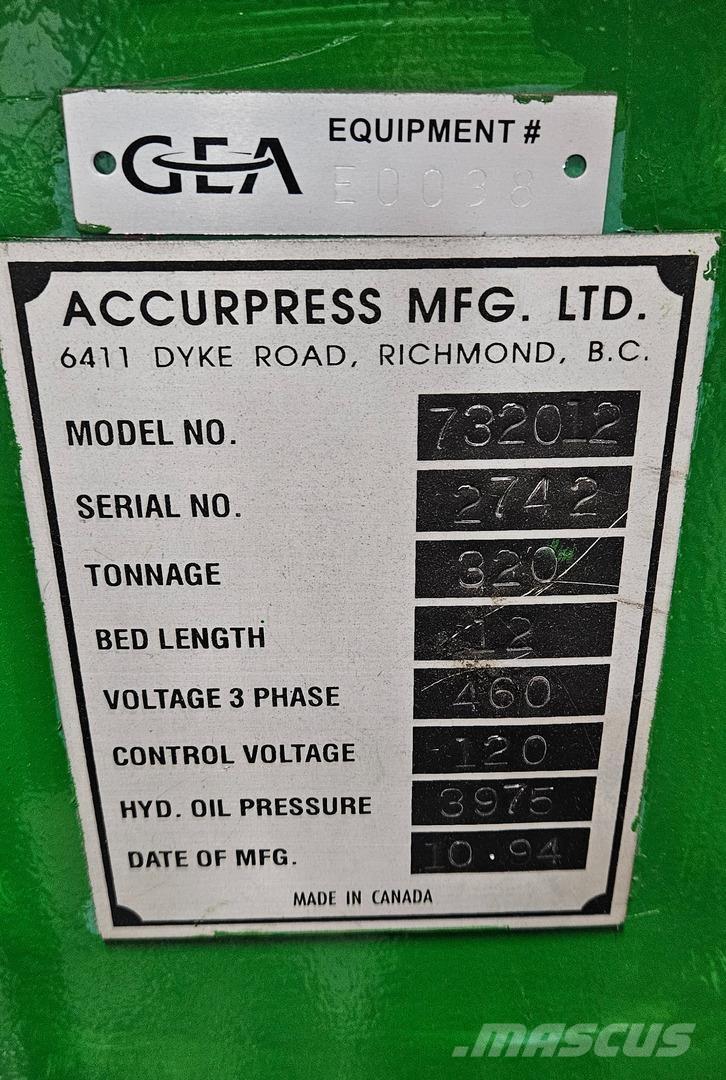 GEA
EQUIPMENT #
E0038
ACCURPRESS MFG. LTD.
6411 DYKE ROAD, RICHMOND, B.C.
MODEL NO. 732012
SERIAL NO. 2742
TONNAGE 320
BED LENGTH 12
VOLTAGE 3 PHASE 460
CONTROL VOLTAGE 120
HYD. OIL PRESSURE 3975
DATE OF MFG. 10.94
MADE IN CANADA
.MASCUS